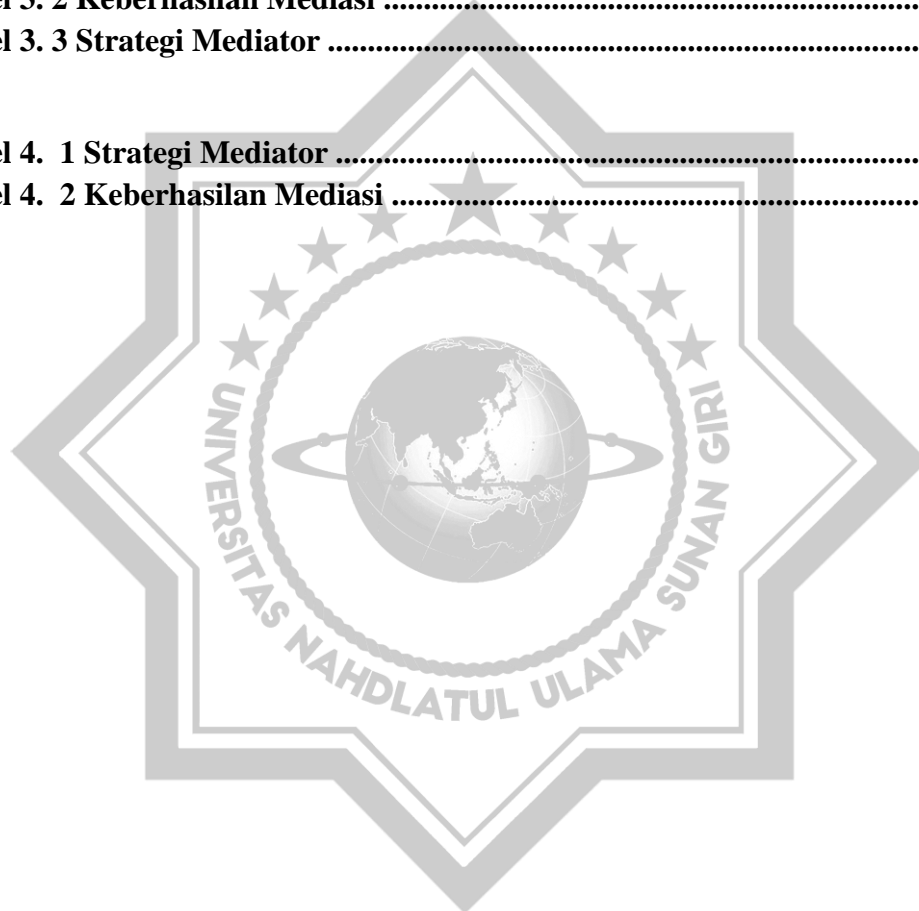 el 3. 2 Keberhasilan Mediasi ....................................................................
el 3. 3 Strategi Mediator ...........................................................................
el 4.  1 Strategi Mediator ..........................................................................
el 4.  2 Keberhasilan Mediasi ...................................................................
UNIVERSITAS NAHDLATUL ULAMA SUNAN GIRI